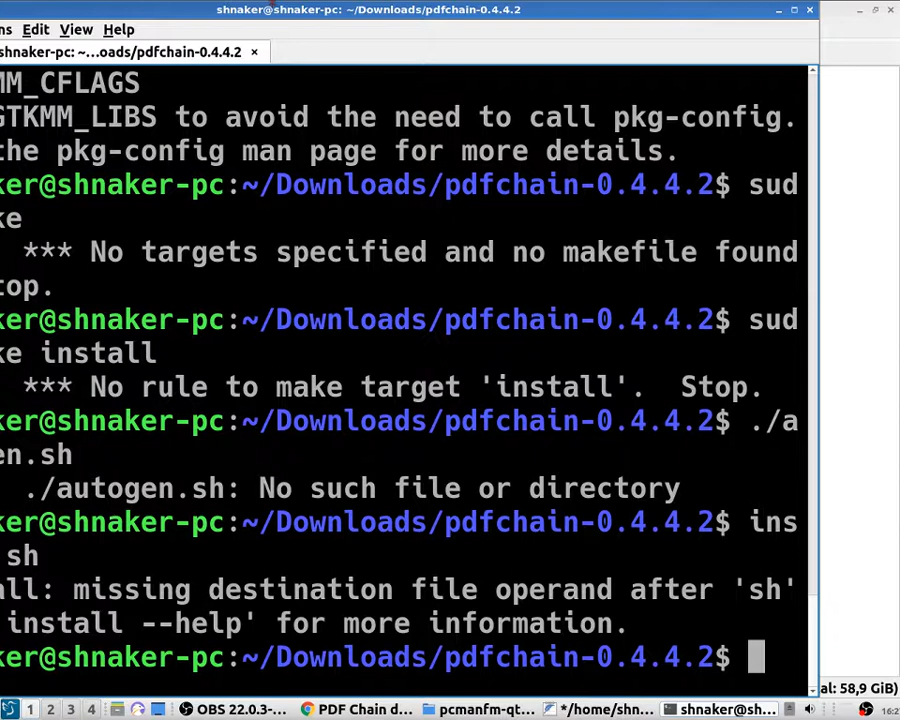 shnaker@shnaker-pc: ~/Downloads/pdfchain-0.4.4.2
ns Edit View Help
shnaker-pc: ~...oads/pdfchain-0.4.4.2
MM_CFLAGS
GTKMM_LIBS to avoid the need to call pkg-config.
the pkg-config man page for more details.
ker@shnaker-pc:~/Downloads/pdfchain-0.4.4.2$ sud
ke
*** No targets specified and no makefile found
top.
ker@shnaker-pc:~/Downloads/pdfchain-0.4.4.2$ sud
ke install
*** No rule to make target 'install'.  Stop.
ker@shnaker-pc:~/Downloads/pdfchain-0.4.4.2$ ./a
en.sh
./autogen.sh: No such file or directory
ker@shnaker-pc:~/Downloads/pdfchain-0.4.4.2$ ins
sh
all: missing destination file operand after 'sh'
install --help' for more information.
ker@shnaker-pc:~/Downloads/pdfchain-0.4.4.2$
al: 58,9 GiB)
1 2 3 4 OBS 22.0.3-... PDF Chain d... pcmanfm-qt... */home/shn... shnaker@sh... 16:2